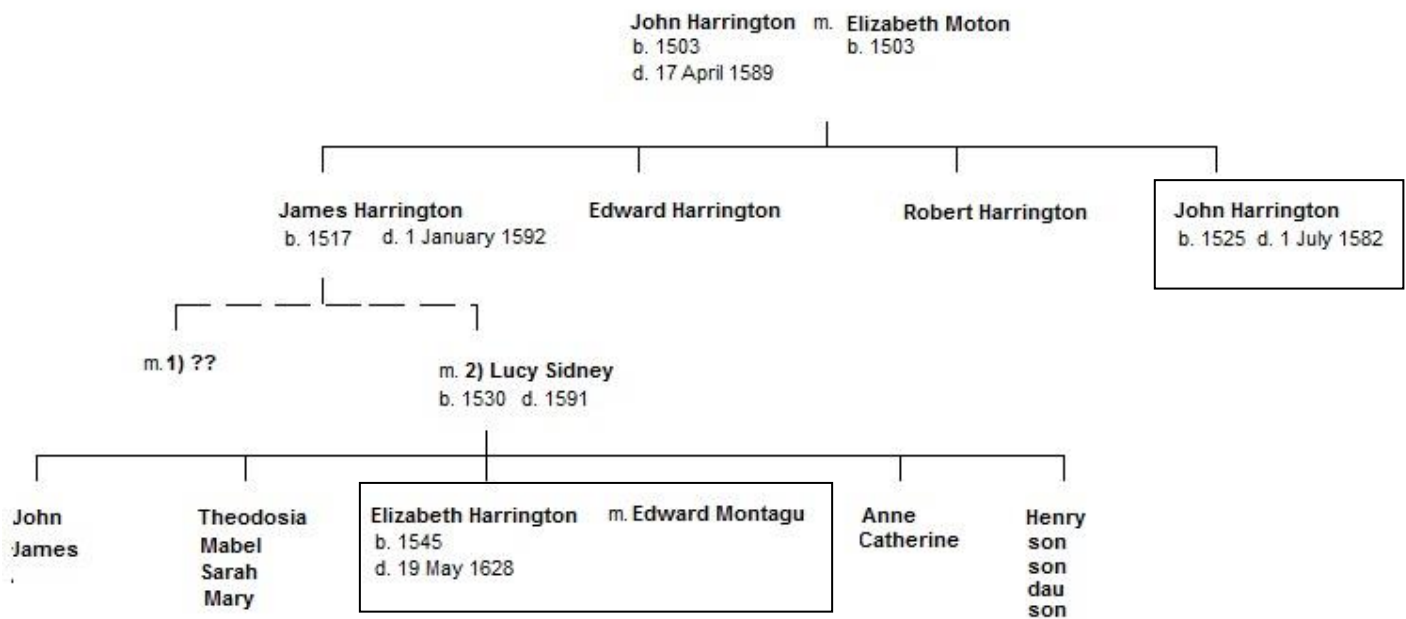 John Harrington m. Elizabeth Moton
b. 1503 b. 1503
d. 17 April 1589
James Harrington
b. 1517 d. 1 January 1592
Edward Harrington
Robert Harrington
John Harrington
b. 1525 d. 1 July 1582
m. 1) ??
m. 2) Lucy Sidney
b. 1530 d. 1591
John
James
Theodosia
Mabel
Sarah
Mary
Elizabeth Harrington m. Edward Montagu
b. 1545
d. 19 May 1628
Anne
Catherine
Henry
son
son
dau
son